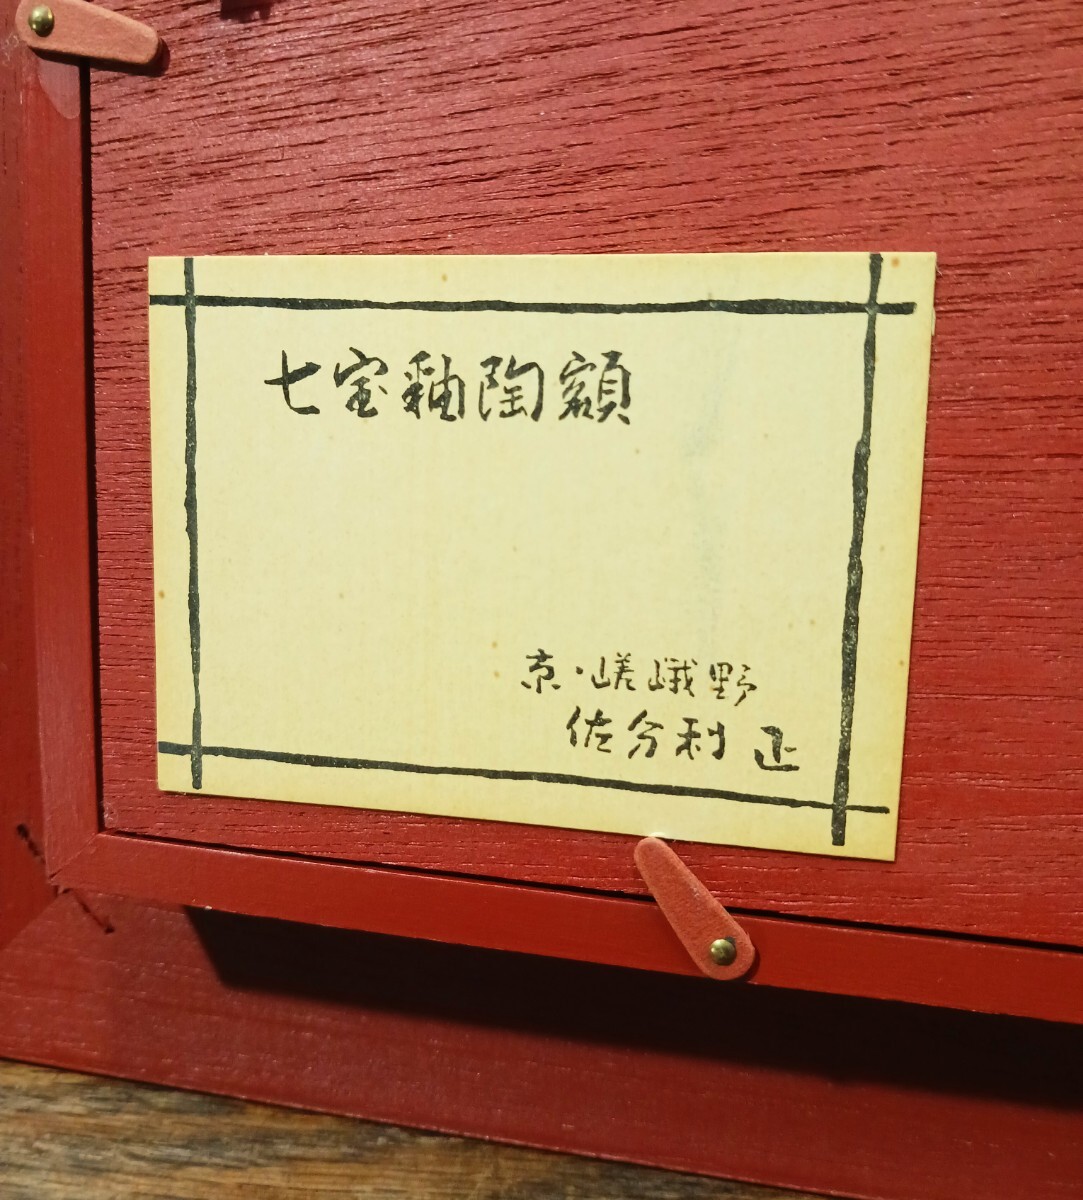 七宝釉陶額
京・嵯峨野
佐分利 正